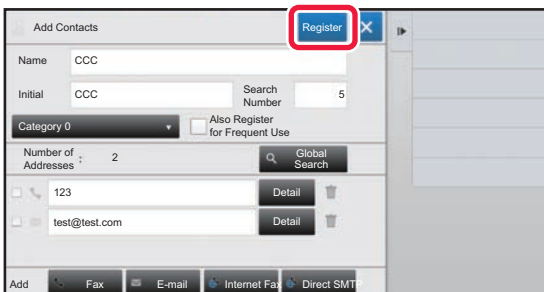 Add Contacts Register
Name CCC
Initial CCC Search Number 5
Category 0 Also Register for Frequent Use
Number of Addresses : 2 Global Search
123 Detail
test@test.com Detail
Add Fax E-mail Internet Fax Direct SMTP